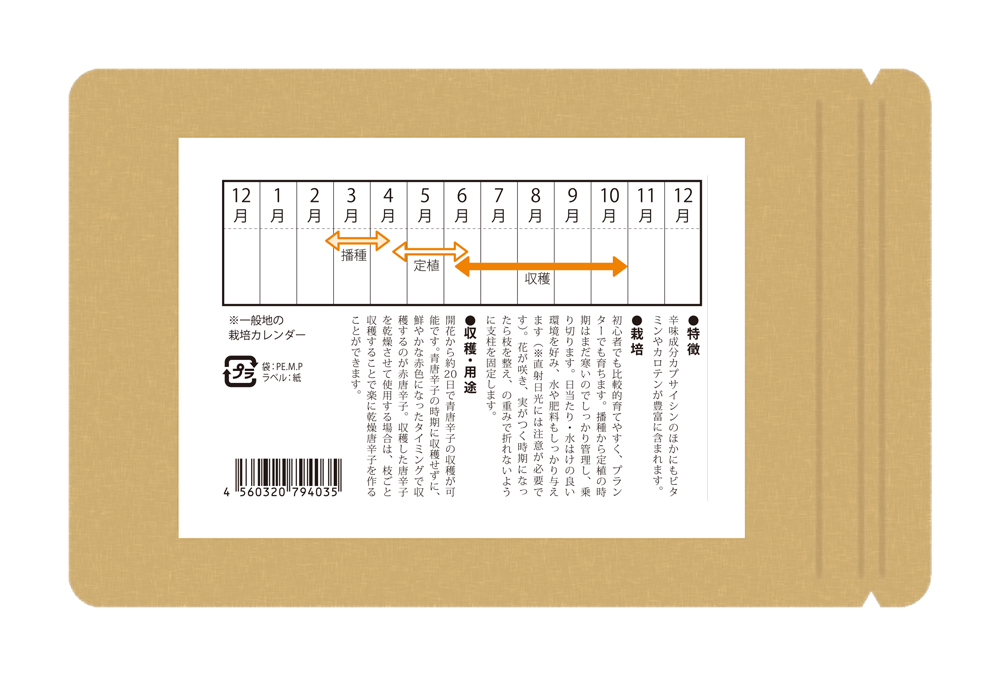 12月 1月 2月 3月 4月 5月 6月 7月 8月 9月 10月 11月 12月
播種
定植
収穫
●特徴
辛味成分カプサイシンのほかにもビタ
ミンやカロテンが豊富に含まれます。
●栽培
初心者でも比較的育てやすく、プラン
ターでも育ちます。播種から定植の時
期はまだ寒いのでしっかり管理し、乗
り切ります。日当たり・水はけの良い
環境を好み、水や肥料もしっかり与え
ます（※直射日光には注意が必要で
す）。花が咲き、実がつく時期になっ
たら枝を整え、の重みで折れないよう
に支柱を固定します。
●収穫・用途
開花から約20日で青唐辛子の収穫が可
能です。青唐辛子の時期に収穫せずに、
鮮やかな赤色になったタイミングで収
穫するのが赤唐辛子。収穫した唐辛子
を乾燥させて使用する場合は、枝ごと
収穫することで楽に乾燥唐辛子を作る
ことができます。
※一般地の
栽培カレンダー
プラ
袋：PE.M.P
ラベル：紙
4 560320 794035